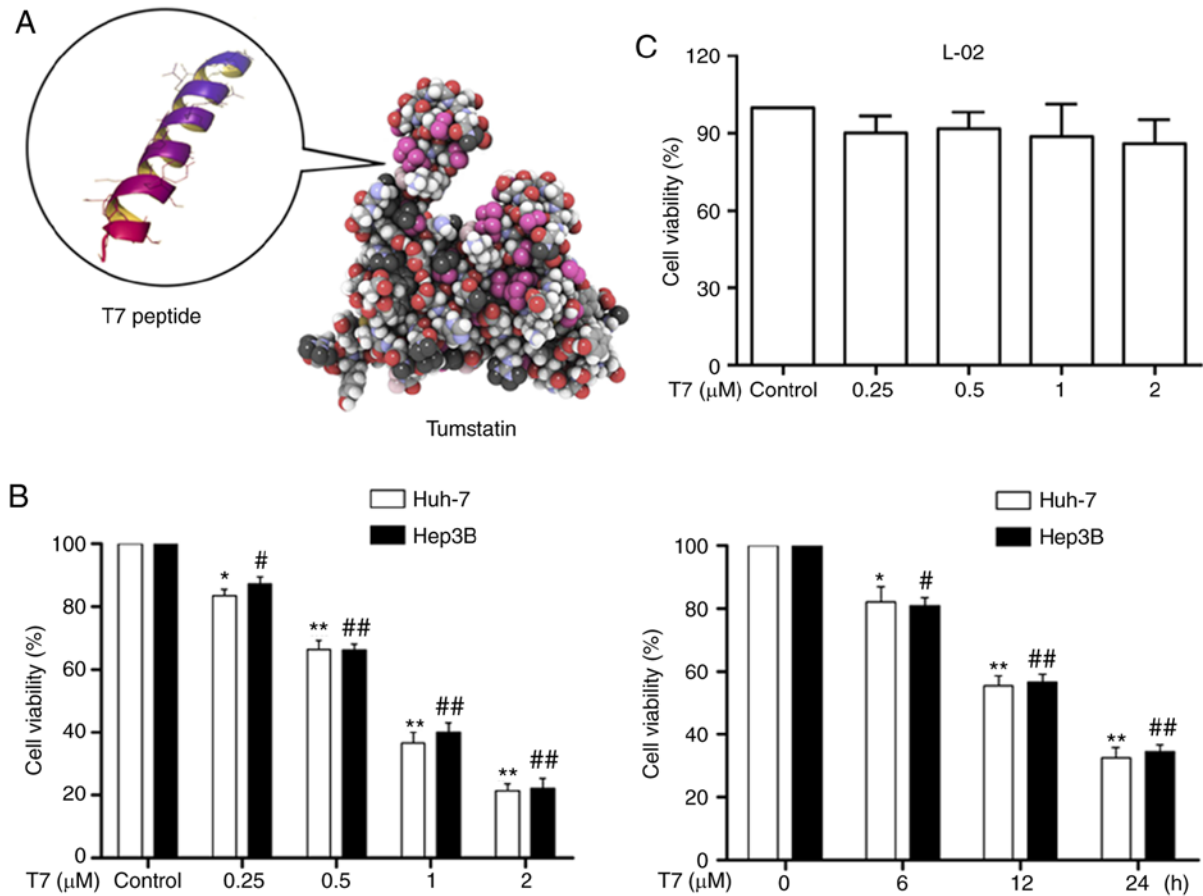 A
T7 peptide
Tumstatin
C
L-02
Cell viability (%)
120
90
60
30
0
T7 (μM) Control 0.25 0.5 1 2
B
Huh-7
Hep3B
Cell viability (%)
100
80
60
40
20
0
* #
** ##
** ##
** ##
T7 (μM) Control 0.25 0.5 1 2
Huh-7
Hep3B
Cell viability (%)
100
80
60
40
20
0
* #
** ##
** ##
T7 (μM) 0 6 12 24 (h)